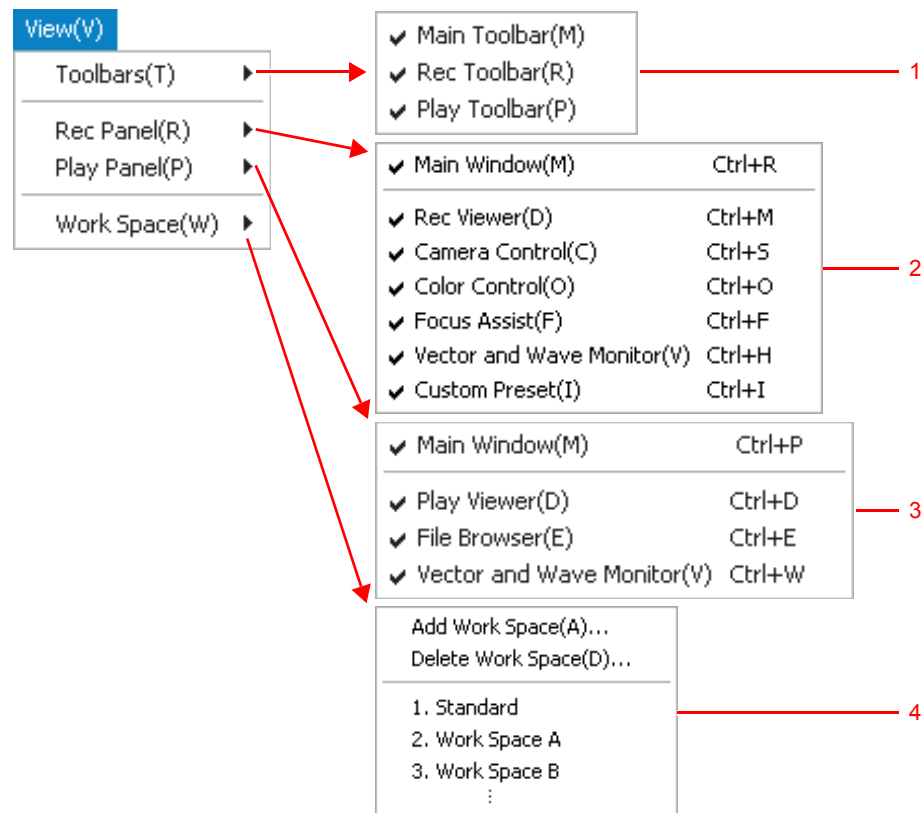 View(V)
Toolbars(T)
Rec Panel(R)
Play Panel(P)
Work Space(W)
Main Toolbar(M)
Rec Toolbar(R)
Play Toolbar(P)
1
Main Window(M) Ctrl+R
Rec Viewer(D) Ctrl+M
Camera Control(C) Ctrl+S
Color Control(O) Ctrl+O
Focus Assist(F) Ctrl+F
Vector and Wave Monitor(V) Ctrl+H
Custom Preset(I) Ctrl+I
2
Main Window(M) Ctrl+P
Play Viewer(D) Ctrl+D
File Browser(E) Ctrl+E
Vector and Wave Monitor(V) Ctrl+W
3
Add Work Space(A)...
Delete Work Space(D)...
1. Standard
2. Work Space A
3. Work Space B
⋮
4